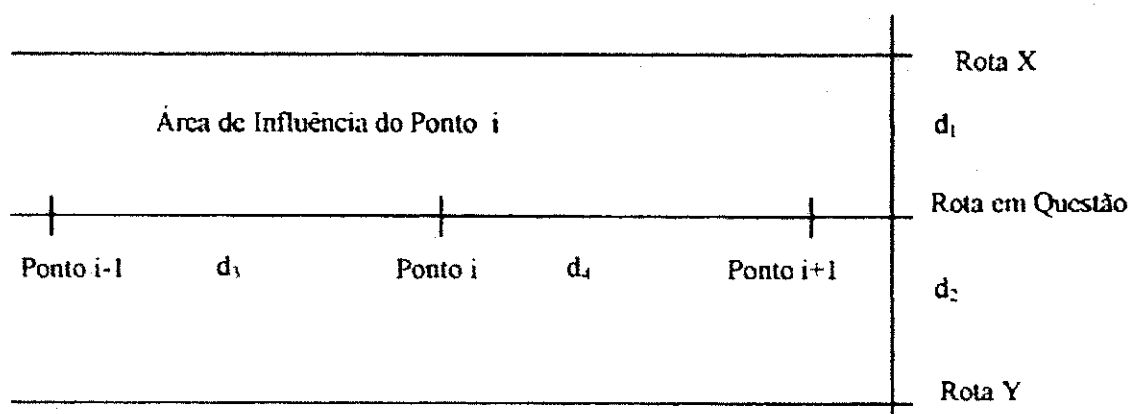 Rota X
Área de Influência do Ponto i
d₁
Rota em Questão
Ponto i-1 d₃ Ponto i d₄ Ponto i+1
d₂
Rota Y